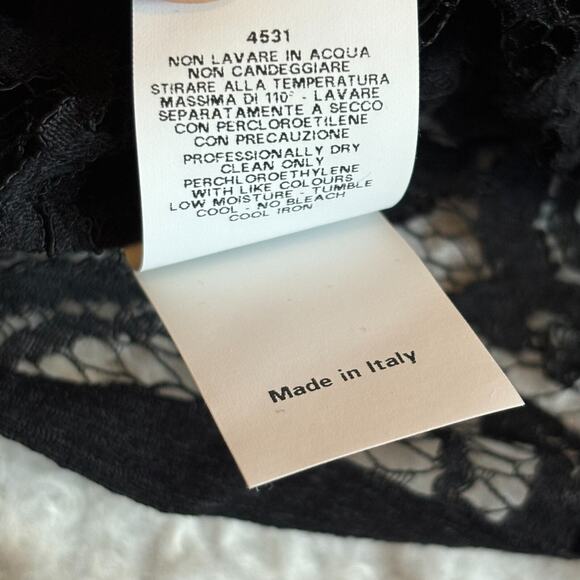 4531
NON LAVARE IN ACQUA
NON CANDEGGIARE
STIRARE ALLA TEMPERATURA
MASSIMA DI 110° - LAVARE
SEPARATAMENTE A SECCO
CON PERCLOROETILENE
CON PRECAUZIONE
PROFESSIONALLY DRY
CLEAN ONLY
PERCHLOROETHYLENE
WITH LIKE COLOURS
LOW MOISTURE - TUMBLE
COOL - NO BLEACH
COOL IRON
Made in Italy